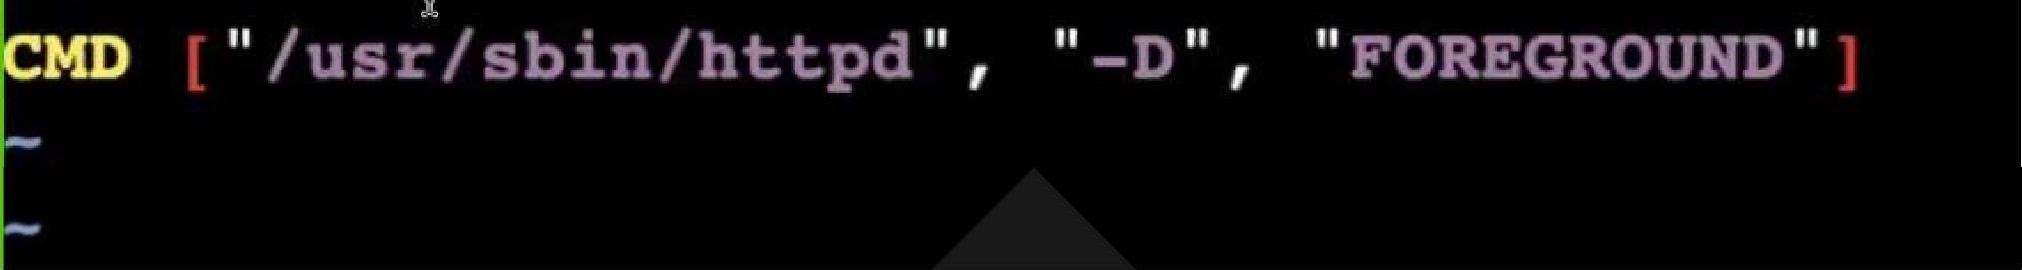 CMD ["/usr/sbin/httpd", "-D", "FOREGROUND"]
~
~